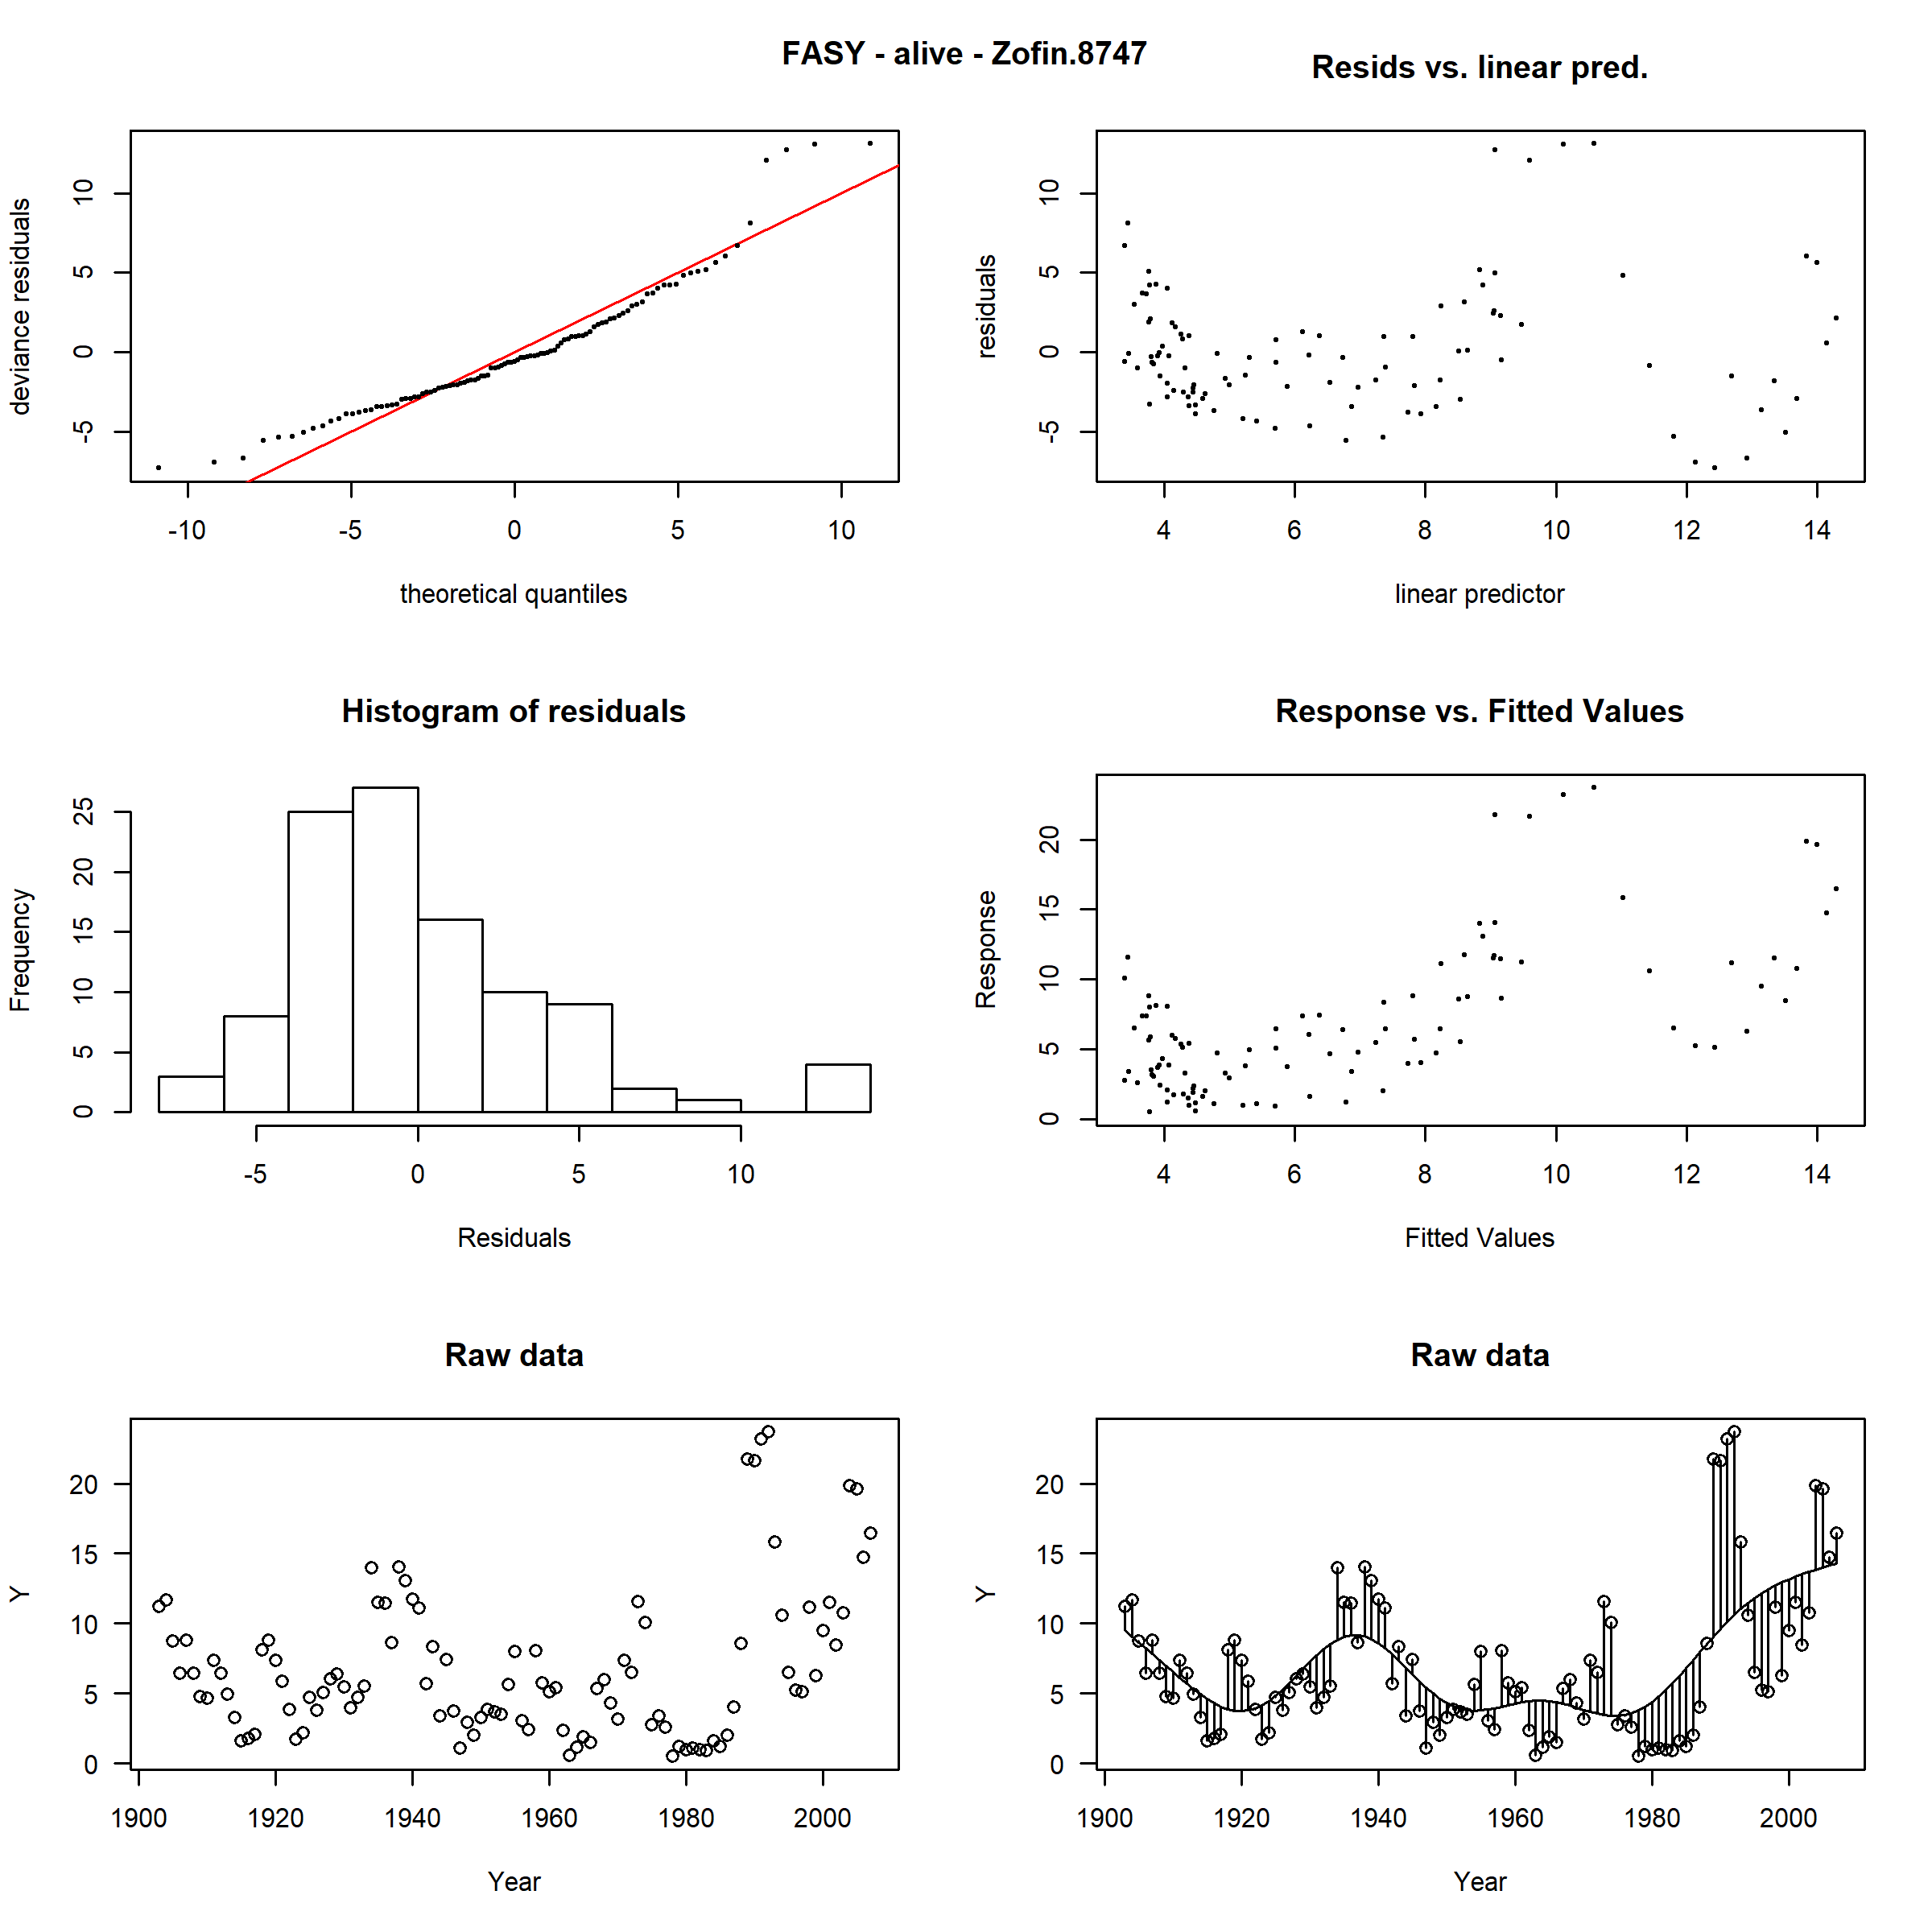 FASY - alive - Zofin.8747
Resids vs. linear pred.
deviance residuals
-5 0 5 10
-10 -5 0 5 10
theoretical quantiles
residuals
-5 0 5 10
4 6 8 10 12 14
linear predictor
Histogram of residuals
Frequency
0 5 10 15 20 25
-5 0 5 10
Residuals
Response vs. Fitted Values
Response
0 5 10 15 20
4 6 8 10 12 14
Fitted Values
Raw data
Y
20
15
10
5
0
1900 1920 1940 1960 1980 2000
Year
Raw data
Y
20
15
10
5
0
1900 1920 1940 1960 1980 2000
Year